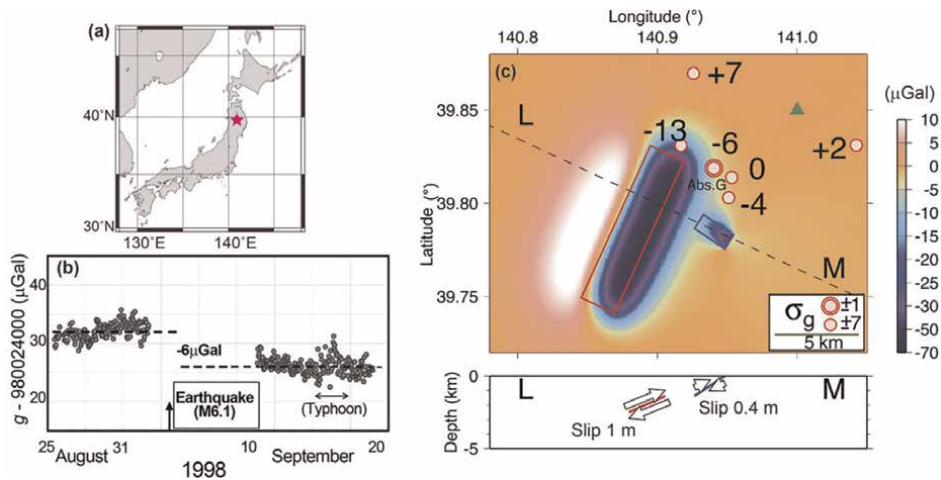 (a)
40°N
30°N
130°E
140°E
(b)
g - 980024000 (μGal)
40
30
20
-6μGal
Earthquake
(M6.1)
(Typhoon)
25
31
10
20
August
September
1998
Longitude (°)
140.8
140.9
141.0
(c)
Latitude (°)
39.85
39.80
39.75
L
M
+7
-13
-6
0
+2
-4
Abs.G
σg
±1
±7
5 km
(μGal)
10
5
0
-5
-10
-15
-20
-30
-50
-70
Depth (km)
0
-5
L
M
Slip 1 m
Slip 0.4 m